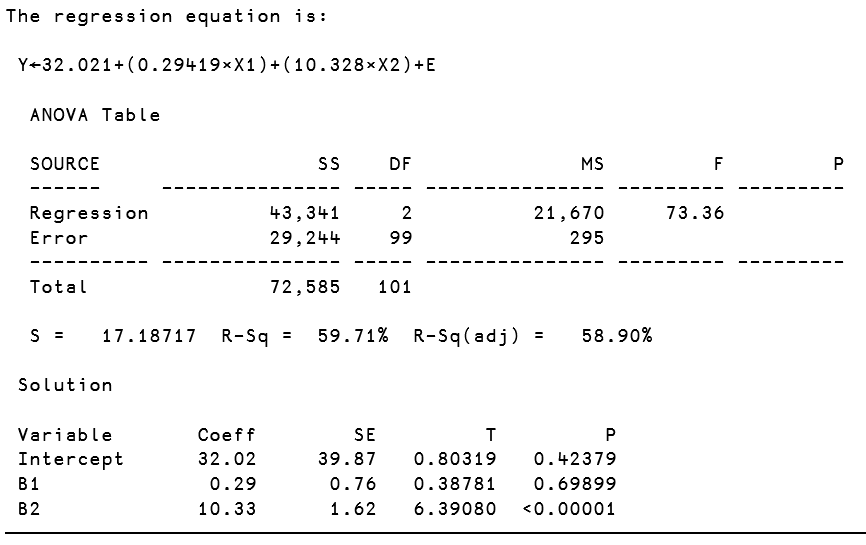 The regression equation is:
Y←32.021+(0.29419×X1)+(10.328×X2)+E
ANOVA Table
SOURCE SS DF MS F P
------ --------------- ----- --------------- --------- ---------
Regression 43,341 2 21,670 73.36
Error 29,244 99 295
---------- --------------- ----- --------------- --------- ---------
Total 72,585 101
S = 17.18717 R-Sq = 59.71% R-Sq(adj) = 58.90%
Solution
Variable Coeff SE T P
Intercept 32.02 39.87 0.80319 0.42379
B1 0.29 0.76 0.38781 0.69899
B2 10.33 1.62 6.39080 <0.00001